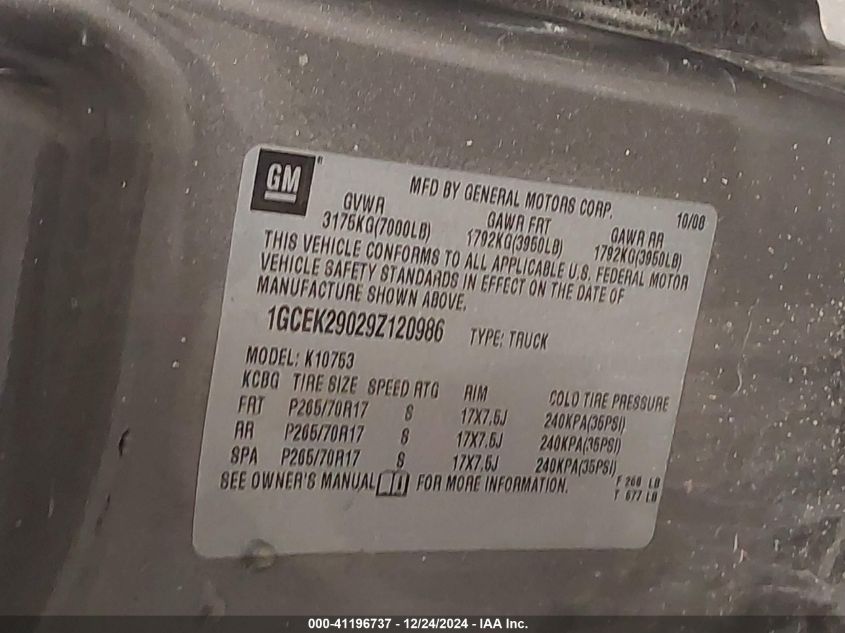 GM ®
MFD BY GENERAL MOTORS CORP. 10/08
GVWR GAWR FRT GAWR RR
3175KG(7000LB) 1792KG(3950LB) 1792KG(3950LB)
THIS VEHICLE CONFORMS TO ALL APPLICABLE U.S. FEDERAL MOTOR
VEHICLE SAFETY STANDARDS IN EFFECT ON THE DATE OF
MANUFACTURE SHOWN ABOVE.
1GCEK29029Z120986 TYPE: TRUCK
MODEL: K10753
KCBG TIRE SIZE SPEED RTG RIM COLD TIRE PRESSURE
FRT P265/70R17 S 17X7.5J 240KPA(35PSI)
RR P265/70R17 S 17X7.5J 240KPA(35PSI)
SPA P265/70R17 S 17X7.5J 240KPA(35PSI)
SEE OWNER'S MANUAL FOR MORE INFORMATION.
F 268 LB
T 677 LB
000-41196737 - 12/24/2024 - IAA Inc.